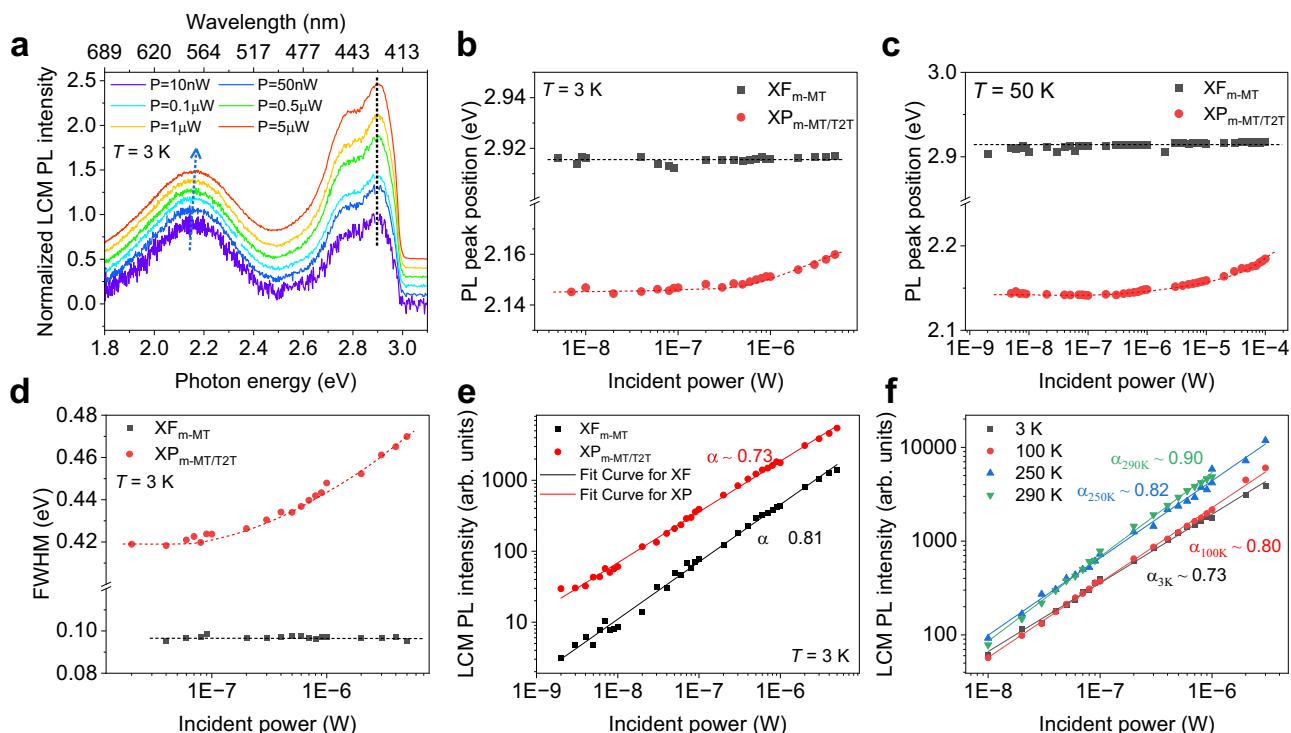 a
Wavelength (nm)
689 620 564 517 477 443 413
Normalized LCM PL intensity
2.5
2.0
1.5
1.0
0.5
0.0
P=10nW P=50nW
P=0.1μW P=0.5μW
P=1μW P=5μW
T = 3 K
1.8 2.0 2.2 2.4 2.6 2.8 3.0
Photon energy (eV)
b
PL peak position (eV)
2.94
2.92
2.16
2.14
2.12
T = 3 K
XFm-MT
XPm-MT/T2T
1E−8 1E−7 1E−6
Incident power (W)
c
PL peak position (eV)
3.0
2.9
2.2
2.1
T = 50 K
XFm-MT
XPm-MT/T2T
1E−9 1E−8 1E−7 1E−6 1E−5 1E−4
Incident power (W)
d
FWHM (eV)
0.48
0.46
0.44
0.42
0.10
0.08
XFm-MT
XPm-MT/T2T
T = 3 K
1E−7 1E−6
Incident power (W)
e
LCM PL intensity (arb. units)
1000
100
10
XFm-MT
XPm-MT/T2T
Fit Curve for XF
Fit Curve for XP
α ~ 0.73
α 0.81
T = 3 K
1E−9 1E−8 1E−7 1E−6 1E−5
Incident power (W)
f
LCM PL intensity (arb. units)
10000
1000
100
3 K
100 K
250 K
290 K
α290K ~ 0.90
α250K ~ 0.82
α100K ~ 0.80
α3K ~ 0.73
1E−8 1E−7 1E−6
Incident power (W)